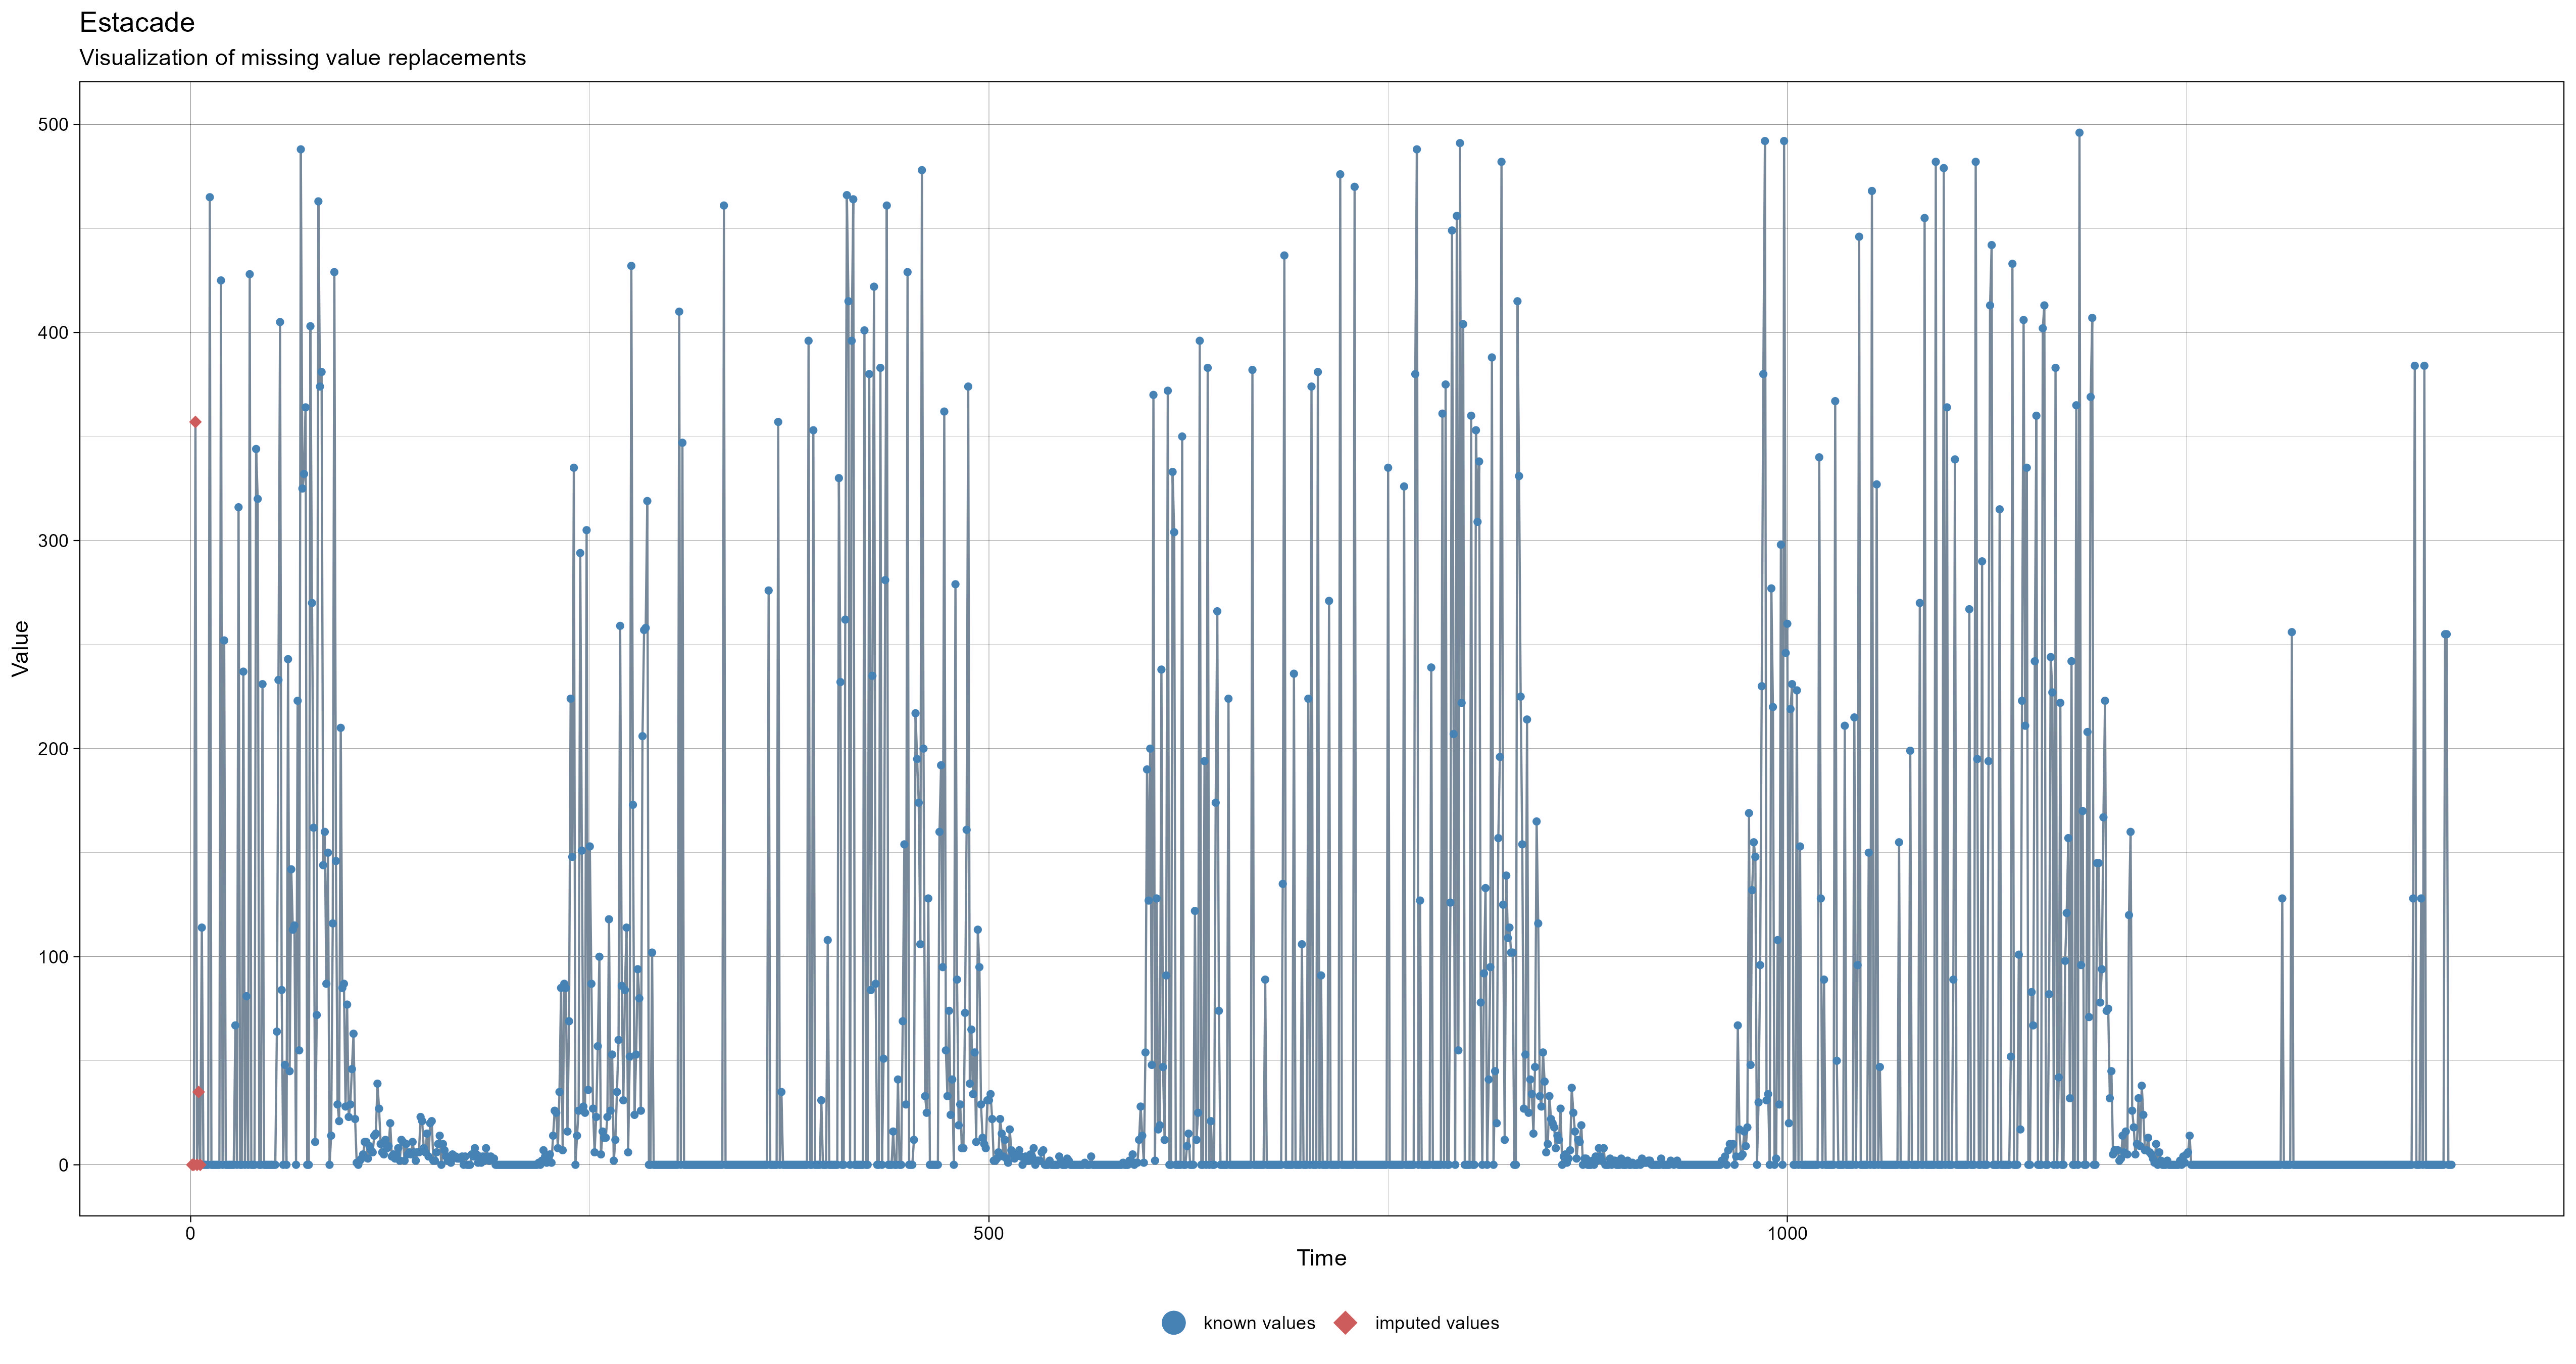 Estacade
Visualization of missing value replacements
500
400
300
200
100
0
Value
0
500
1000
Time
known values
imputed values